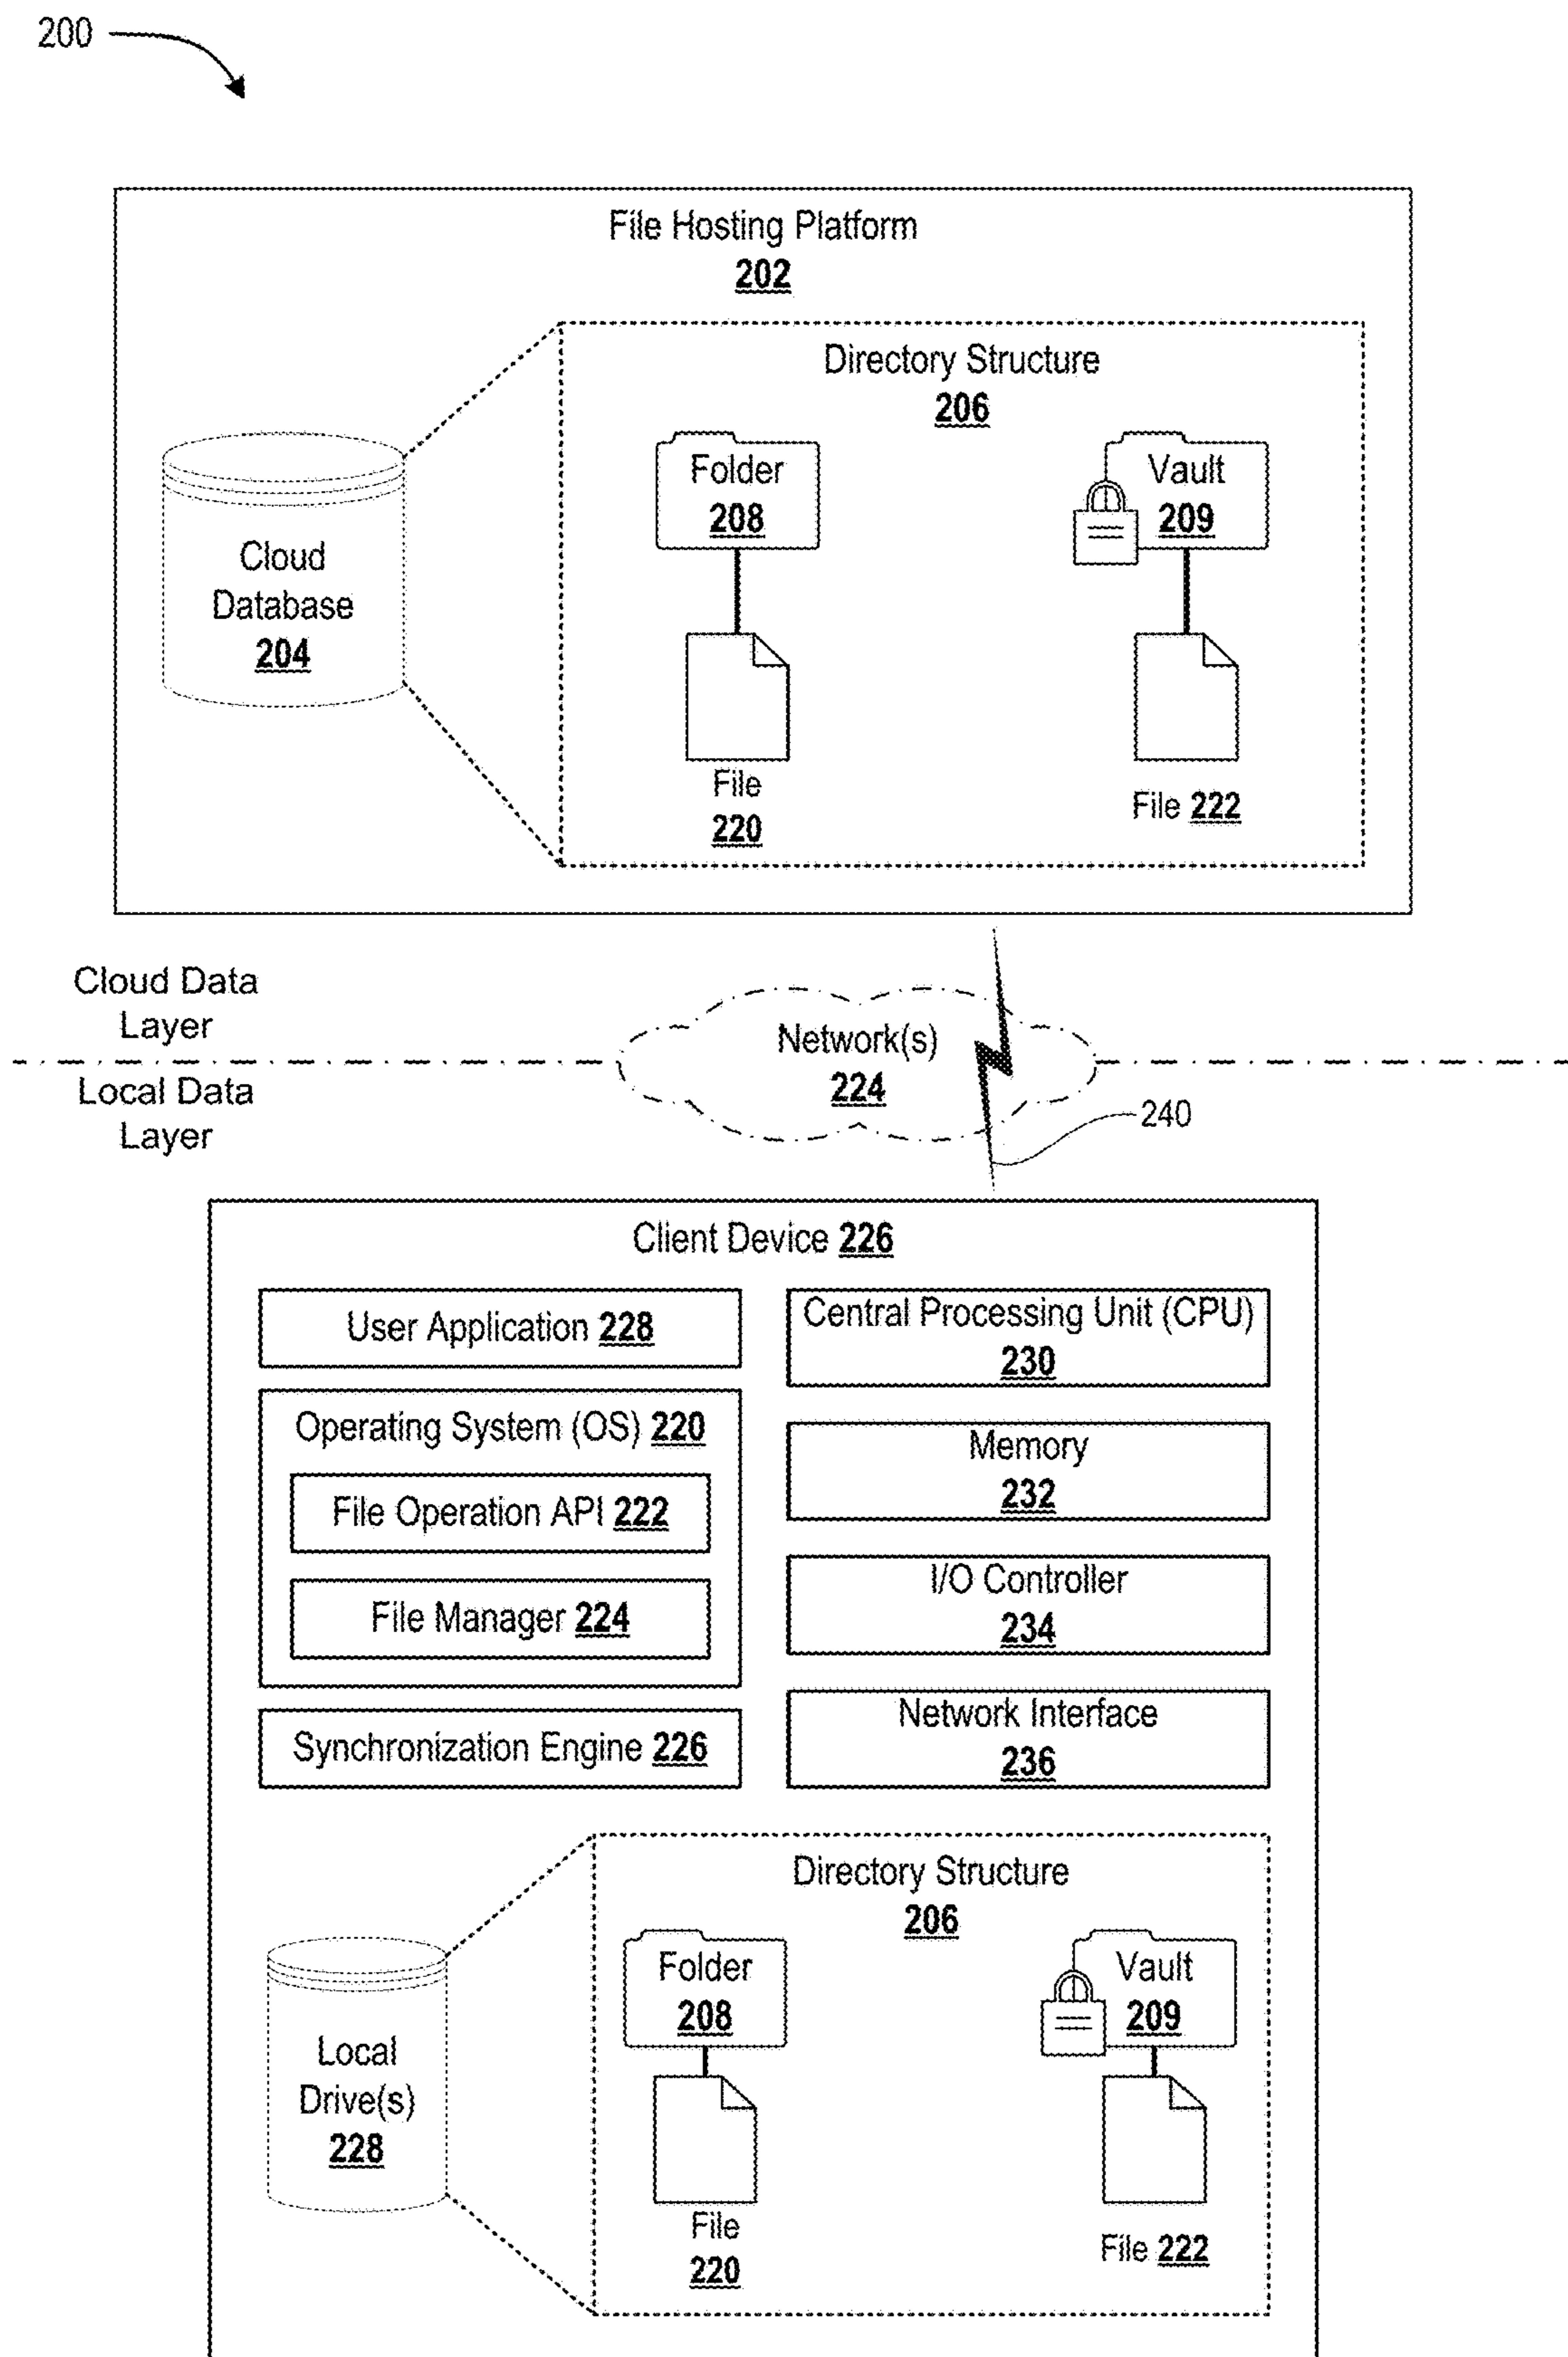 200
File Hosting Platform
202
Directory Structure
206
Folder
208
Vault
209
Cloud
Database
204
File
220
File 222
Cloud Data
Layer
Network(s)
224
Local Data
Layer
240
Client Device 226
User Application 228
Central Processing Unit (CPU)
230
Operating System (OS) 220
Memory
232
File Operation API 222
I/O Controller
234
File Manager 224
Network Interface
236
Synchronization Engine 226
Directory Structure
206
Folder
208
Vault
209
Local
Drive(s)
228
File
220
File 222